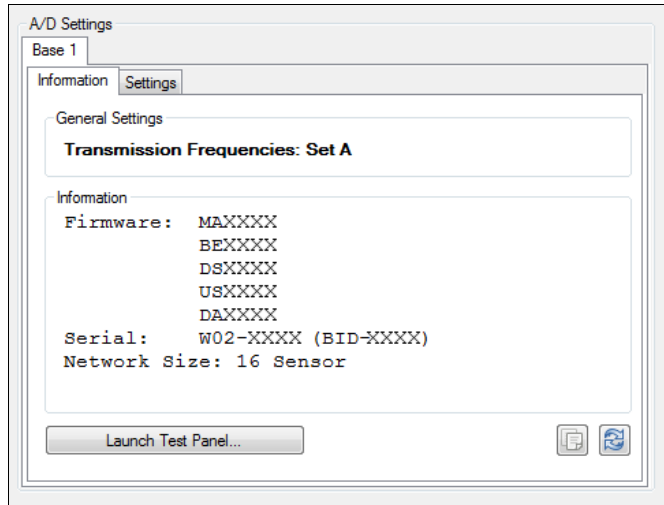 A/D Settings
Base 1
Information Settings
General Settings
Transmission Frequencies: Set A
Information
Firmware: MAXXXX
BEXXXX
DSXXXX
USXXXX
DAXXXX
Serial: W02-XXXX (BID-XXXX)
Network Size: 16 Sensor
Launch Test Panel...